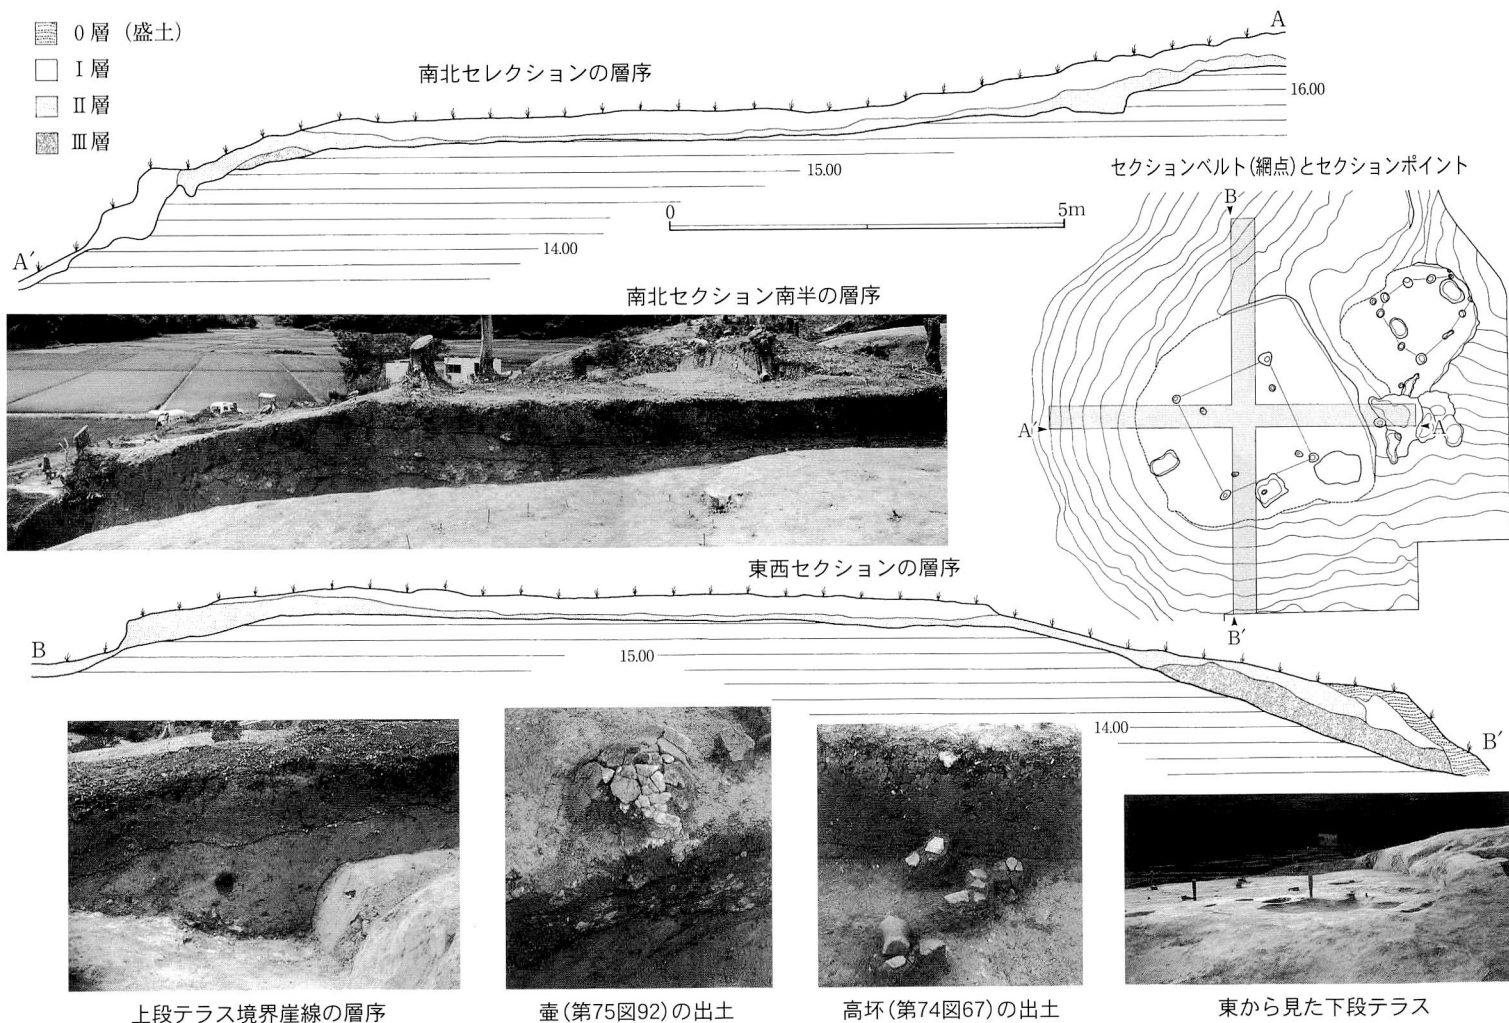 0層(盛土)
Ⅰ層
Ⅱ層
Ⅲ層
南北セレクションの層序
A
16.00
15.00
14.00
A′
0 5m
セクションベルト(網点)とセクションポイント
B
A′
A
B′
南北セクション南半の層序
東西セクションの層序
B
15.00
14.00
B′
上段テラス境界崖線の層序
壷(第75図92)の出土
高坏(第74図67)の出土
東から見た下段テラス